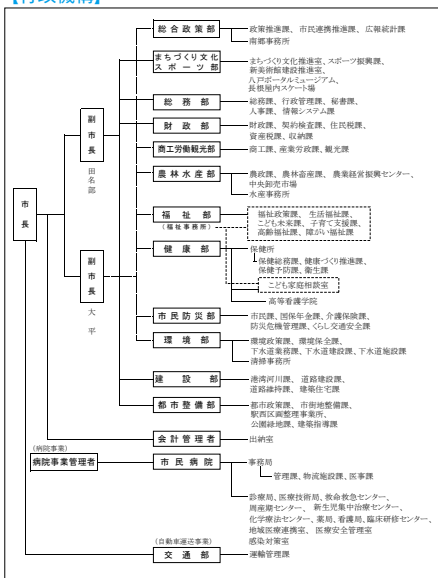 【行政機構】
総合政策部
政策推進課、市民連携推進課、広報統計課
南郷事務所
まちづくり文化
スポーツ部
まちづくり文化推進室、スポーツ振興課、
新美術館建設推進室、
八戸ポータルミュージアム、
長根屋内スケート場
総務部
総務課、行政管理課、秘書課、
人事課、情報システム課
財政部
財政課、契約検査課、住民税課、
資産税課、収納課
商工労働観光部
商工課、産業労政課、観光課
農林水産部
農政課、農林畜産課、農業経営振興センター、
中央卸売市場
水産事務所
副市長
田名部
市長
副市長
大平
福祉部
(福祉事務所)
福祉政策課、生活福祉課、
こども未来課、子育て支援課、
高齢福祉課、障がい福祉課
健康部
保健所
保健総務課、健康づくり推進課、
保健予防課、衛生課
こども家庭相談室
高等看護学院
市民防災部
市民課、国保年金課、介護保険課、
防災危機管理課、くらし交通安全課
環境部
環境政策課、環境保全課、
下水道業務課、下水道建設課、下水道施設課
清掃事務所
建設部
港湾河川課、道路建設課、
道路維持課、建築住宅課
都市整備部
都市政策課、市街地整備課、
駅西区画整理事業所、
公園緑地課、建築指導課
会計管理者
出納室
(病院事業)
病院事業管理者
市民病院
事務局
管理課、物流施設課、医事課
診療局、医療技術局、救命救急センター、
周産期センター、新生児集中治療センター、
化学療法センター、薬局、看護局、臨床研修センター、
地域医療連携室、医療安全管理室
感染対策室
(自動車運送事業)
交通部
運輸管理課